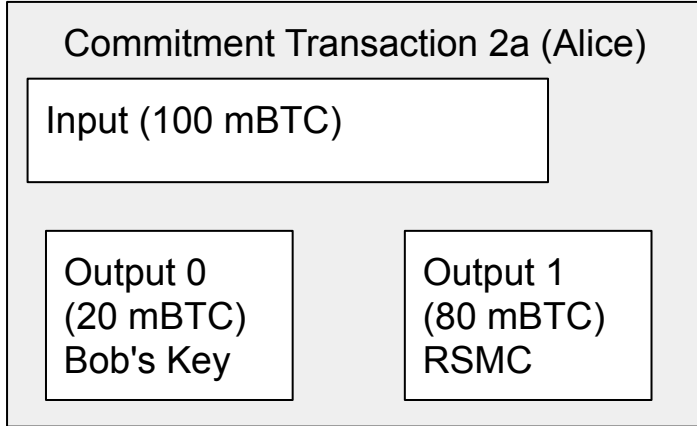 Commitment Transaction 2a (Alice)
Input (100 mBTC)
Output 0
(20 mBTC)
Bob's Key
Output 1
(80 mBTC)
RSMC